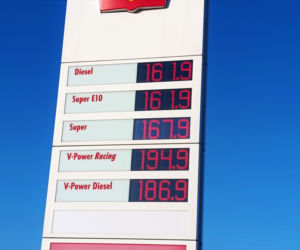 Diesel 161.9
Super E10 161.9
Super 167.9
V-Power Racing 194.9
V-Power Diesel 186.9